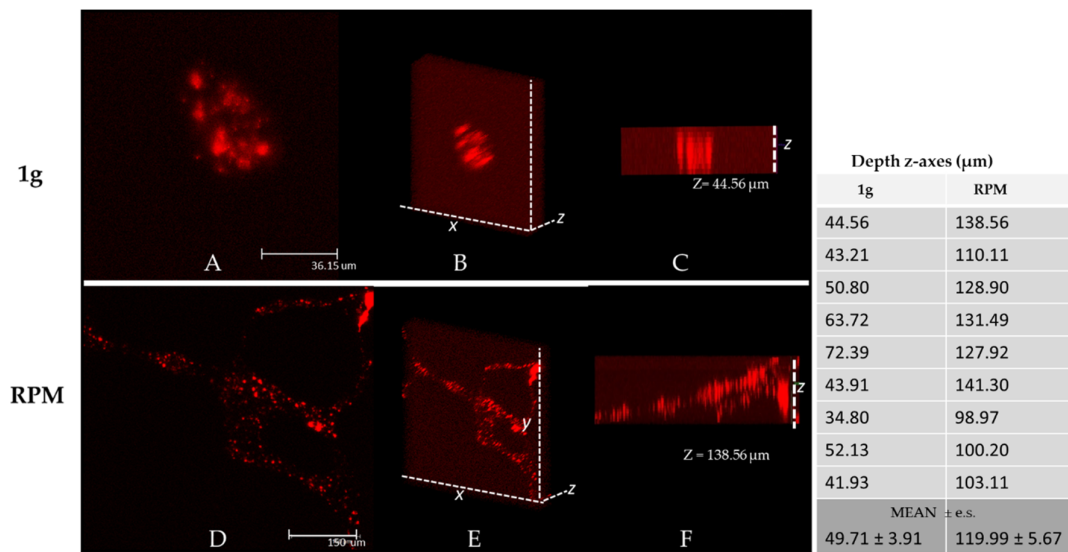 1g
A
36.15 um
x
z
B
z
Z= 44.56 µm
C
RPM
D
150 um
y
x
z
E
z
Z = 138.56 µm
F
Depth z-axes (µm)
1g RPM
44.56 138.56
43.21 110.11
50.80 128.90
63.72 131.49
72.39 127.92
43.91 141.30
34.80 98.97
52.13 100.20
41.93 103.11
MEAN ± e.s.
49.71 ± 3.91 119.99 ± 5.67